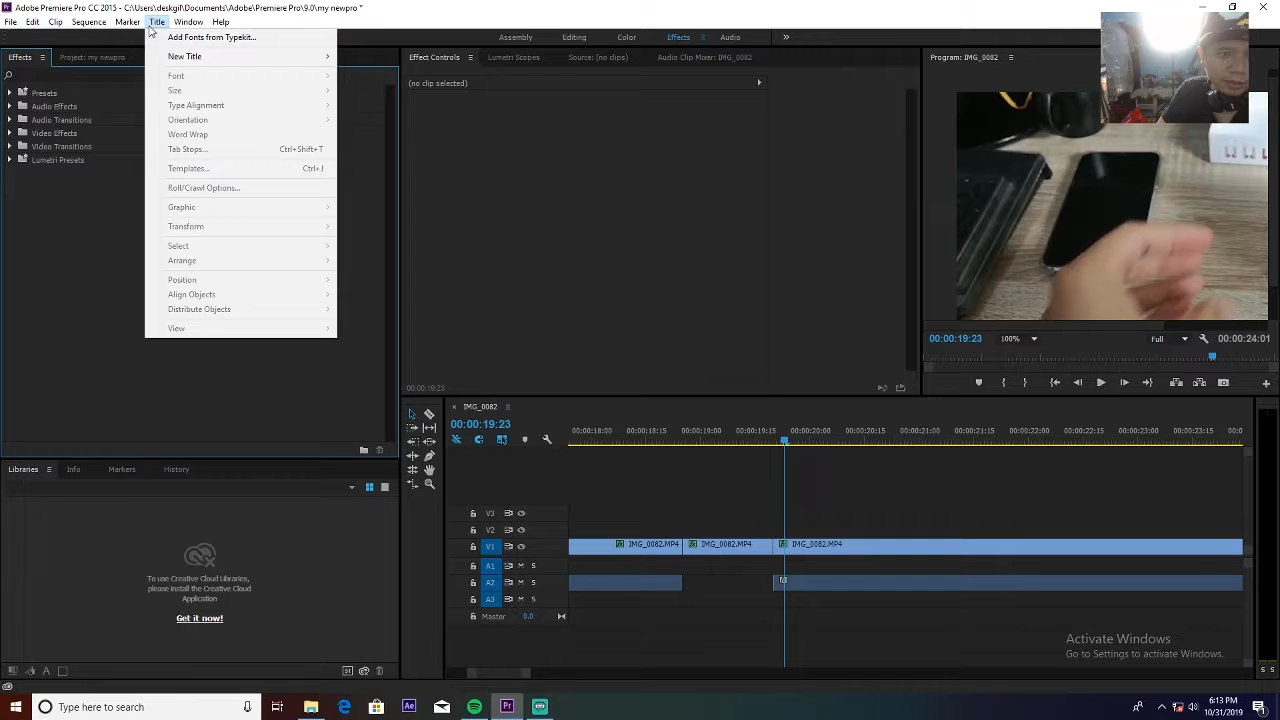 Adobe Premiere Pro CC 2015 - C:\Users\deskgil\Documents\Adobe\Premiere Pro\9.0\my newpro *
File Edit Clip Sequence Marker Title Window Help
Assembly Editing Color Effects Audio
Effects Project: my newpro
Effect Controls Lumetri Scopes Source: (no clips) Audio Clip Mixer: IMG_0082
Program: IMG_0082
Add Fonts from Typekit...
New Title
Font
Size
Type Alignment
Orientation
Word Wrap
Tab Stops... Ctrl+Shift+T
Templates... Ctrl+J
Roll/Crawl Options...
Graphic
Transform
Select
Arrange
Position
Align Objects
Distribute Objects
View
Presets
Audio Effects
Audio Transitions
Video Effects
Video Transitions
Lumetri Presets
(no clip selected)
00:00:19:23
00:00:19:23 100% Full 00:00:24:01
Libraries Info Markers History
To use Creative Cloud Libraries,
please install the Creative Cloud
Application
Get it now!
IMG_0082
00:00:19:23
00:00:18:00 00:00:18:15 00:00:19:00 00:00:19:15 00:00:20:00 00:00:20:15 00:00:21:00 00:00:21:15 00:00:22:00 00:00:22:15 00:00:23:00 00:00:23:15 00:0
V3
V2
V1 IMG_0082.MP4 IMG_0082.MP4 IMG_0082.MP4
A1 M S
A2 M S
A3 M S
Master 0.0
S S
Activate Windows
Go to Settings to activate Windows.
Type here to search
6:13 PM
10/31/2019